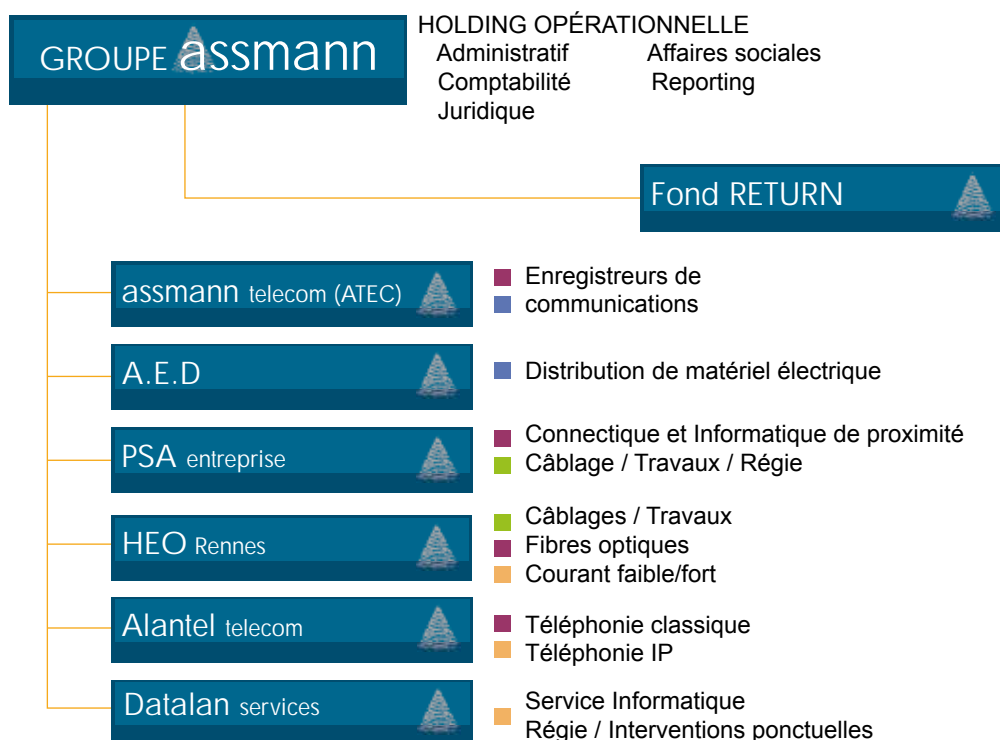 GROUPE assmann
HOLDING OPÉRATIONNELLE
Administratif Affaires sociales
Comptabilité Reporting
Juridique
Fond RETURN
assmann telecom (ATEC)
Enregistreurs de
communications
A.E.D
Distribution de matériel électrique
PSA entreprise
Connectique et Informatique de proximité
Câblage / Travaux / Régie
HEO Rennes
Câblages / Travaux
Fibres optiques
Courant faible/fort
Alantel telecom
Téléphonie classique
Téléphonie IP
Datalan services
Service Informatique
Régie / Interventions ponctuelles